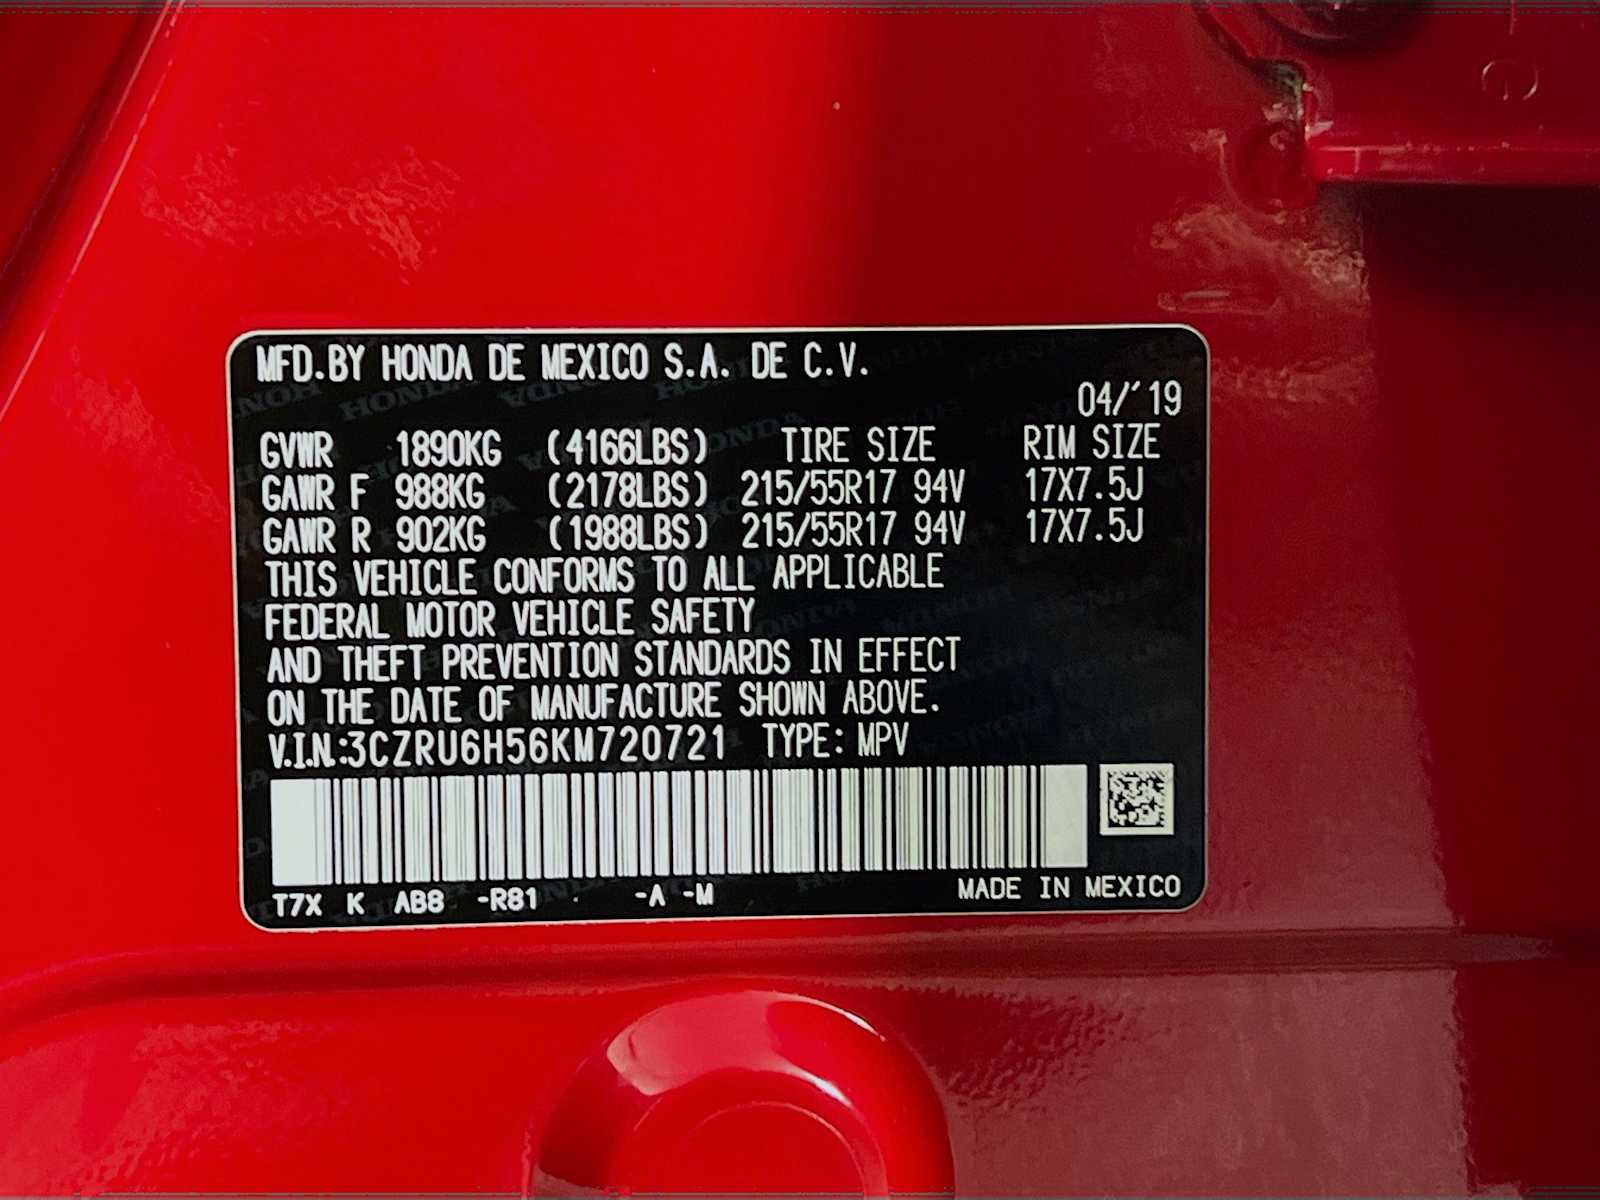 MFD.BY HONDA DE MEXICO S.A. DE C.V.
04/'19
GVWR 1890KG (4166LBS) TIRE SIZE RIM SIZE
GAWR F 988KG (2178LBS) 215/55R17 94V 17X7.5J
GAWR R 902KG (1988LBS) 215/55R17 94V 17X7.5J
THIS VEHICLE CONFORMS TO ALL APPLICABLE
FEDERAL MOTOR VEHICLE SAFETY
AND THEFT PREVENTION STANDARDS IN EFFECT
ON THE DATE OF MANUFACTURE SHOWN ABOVE.
V.I.N.:3CZRU6H56KM720721 TYPE: MPV
T7X K AB8 -R81 -A -M MADE IN MEXICO